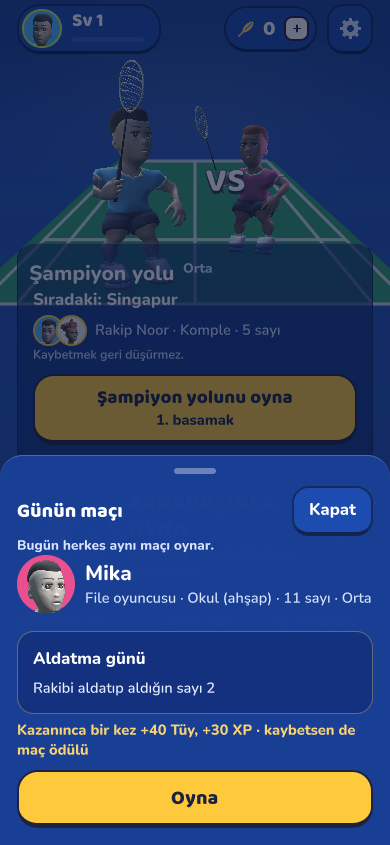 Sv 1
0
+
VS
Şampiyon yolu Orta
Sıradaki: Singapur
Rakip Noor · Komple · 5 sayı
Kaybetmek geri düşürmez.
Şampiyon yolunu oyna
1. basamak
Günün maçı
Kapat
Bugün herkes aynı maçı oynar.
Mika
File oyuncusu · Okul (ahşap) · 11 sayı · Orta
Aldatma günü
Rakibi aldatıp aldığın sayı 2
Kazanınca bir kez +40 Tüy, +30 XP · kaybetsen de
maç ödülü
Oyna